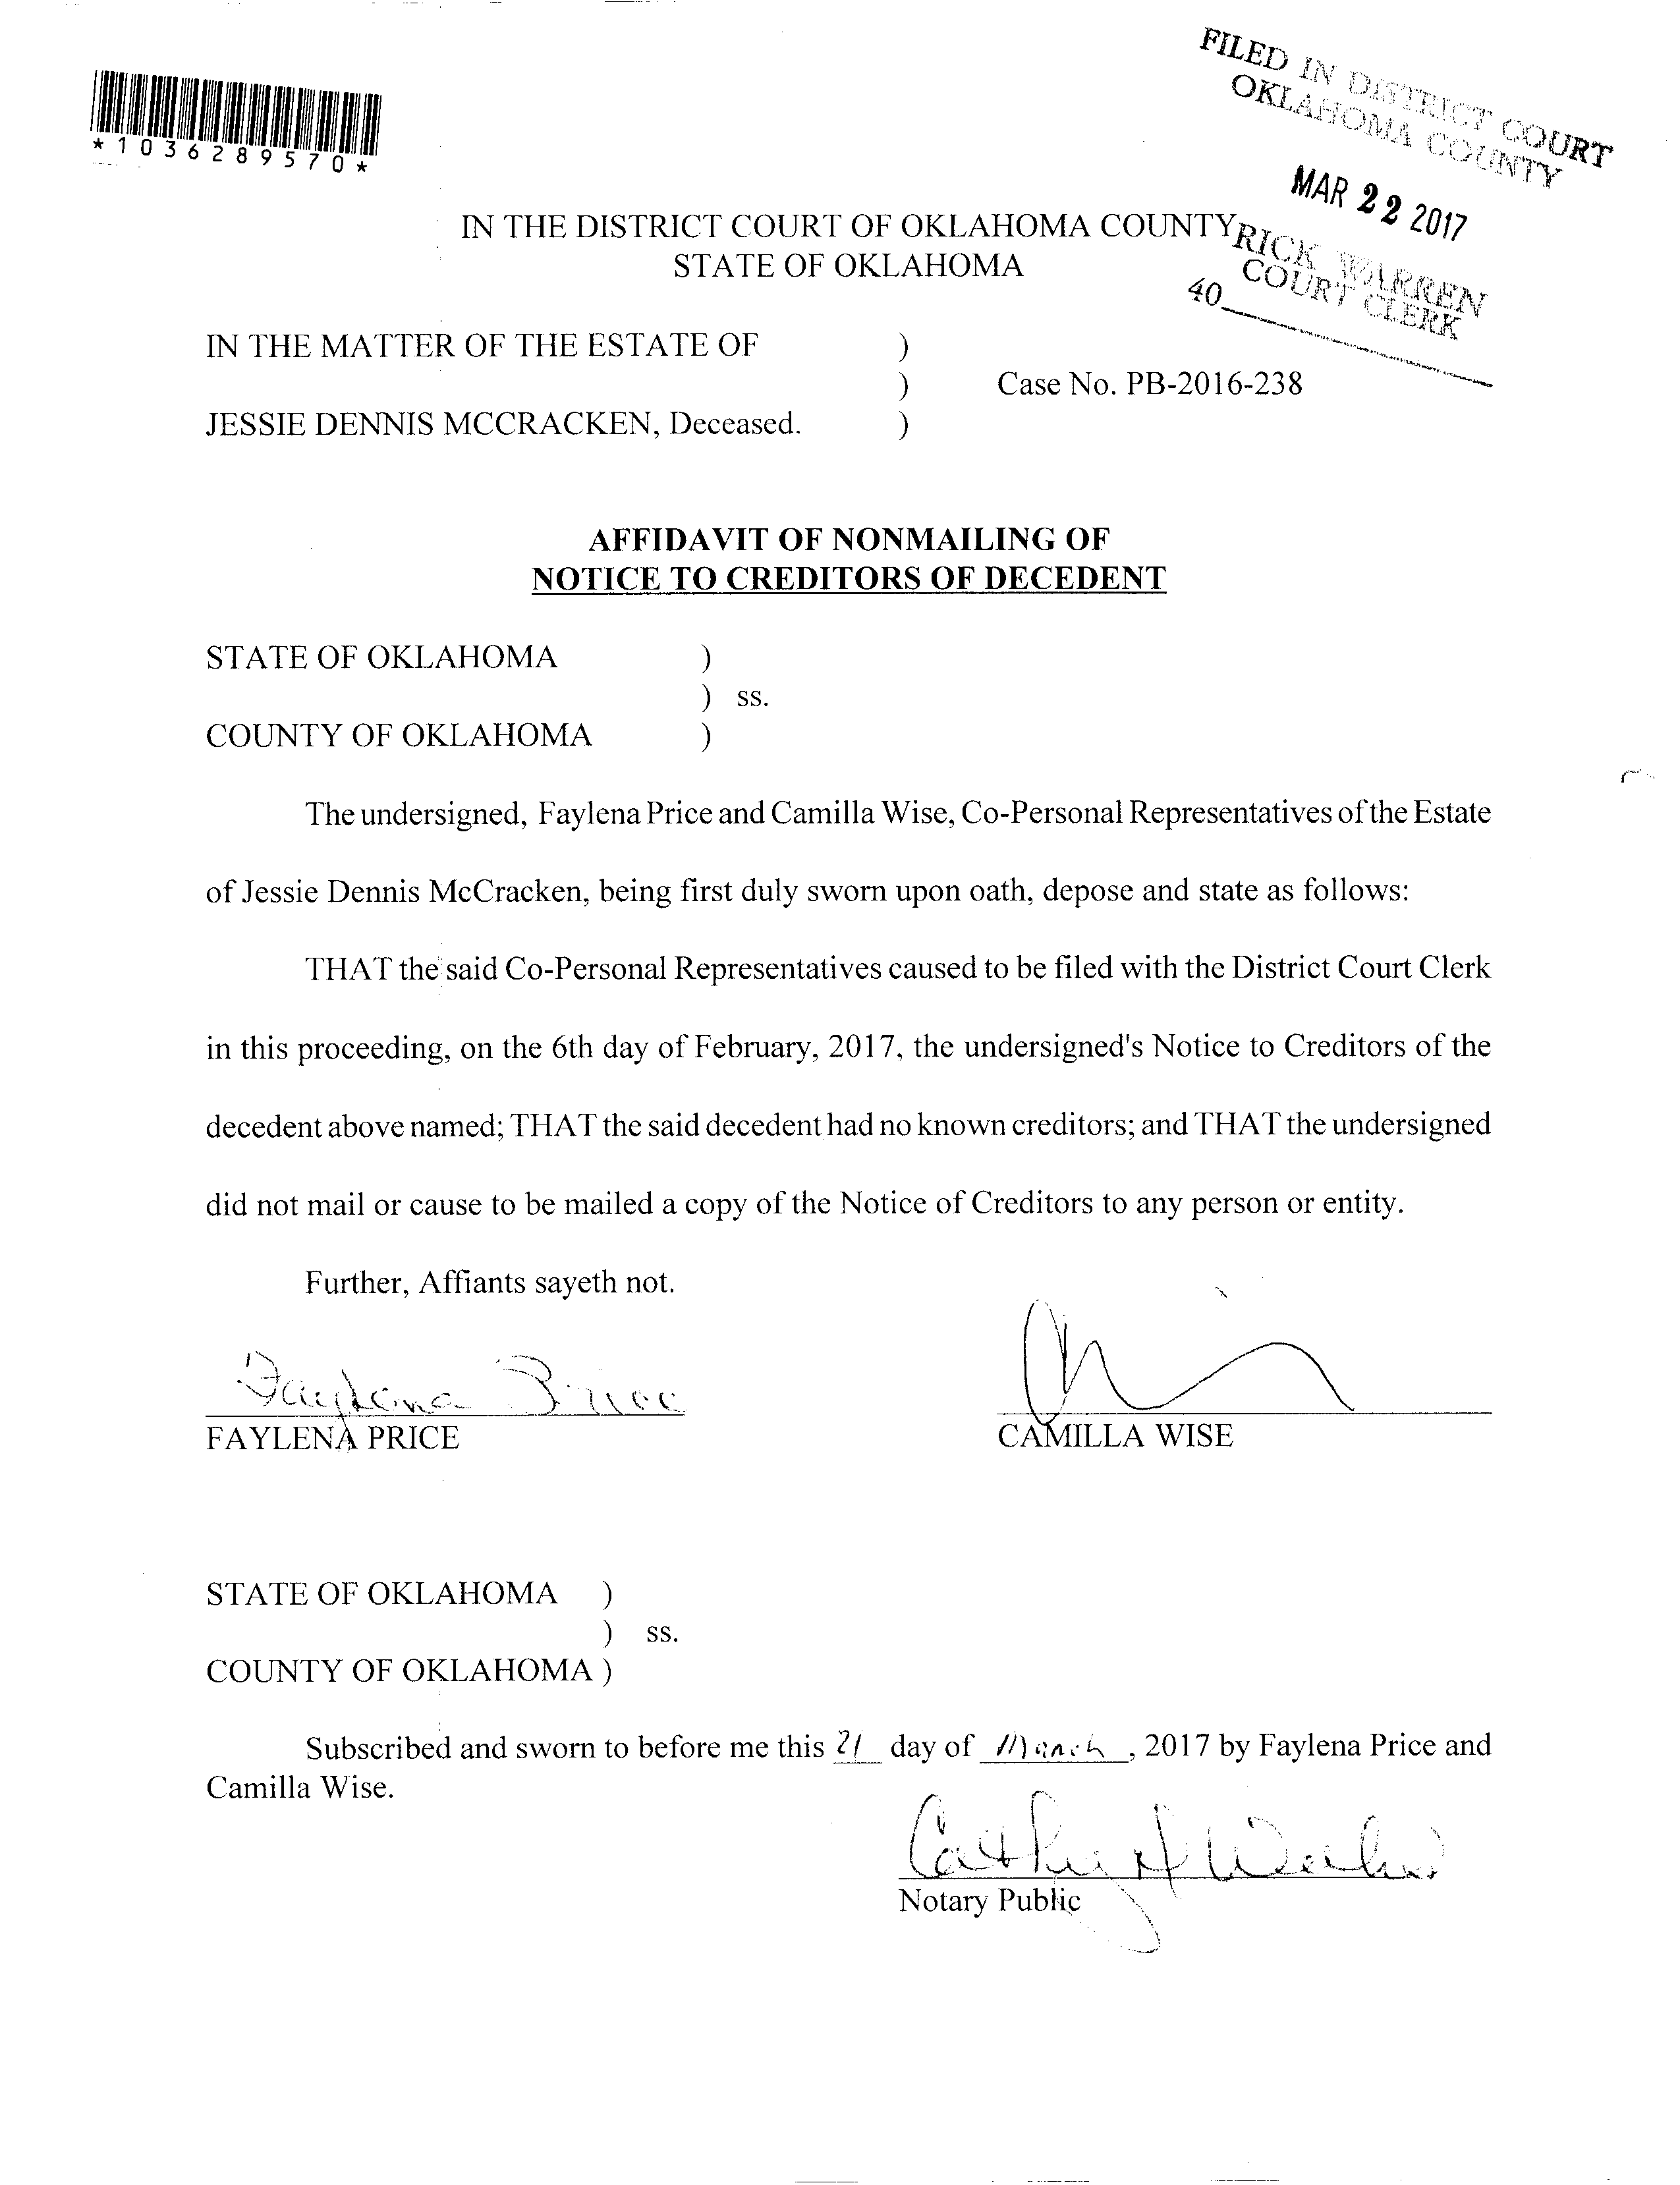 *1036289570*
FILED IN DISTRICT COURT
OKLAHOMA COUNTY
MAR 22 2017
RICK WARREN
COURT CLERK
40
IN THE DISTRICT COURT OF OKLAHOMA COUNTY
STATE OF OKLAHOMA
IN THE MATTER OF THE ESTATE OF )
) Case No. PB-2016-238
JESSIE DENNIS MCCRACKEN, Deceased. )
AFFIDAVIT OF NONMAILING OF
NOTICE TO CREDITORS OF DECEDENT
STATE OF OKLAHOMA )
) ss.
COUNTY OF OKLAHOMA )
The undersigned, Faylena Price and Camilla Wise, Co-Personal Representatives of the Estate
of Jessie Dennis McCracken, being first duly sworn upon oath, depose and state as follows:
THAT the said Co-Personal Representatives caused to be filed with the District Court Clerk
in this proceeding, on the 6th day of February, 2017, the undersigned's Notice to Creditors of the
decedent above named; THAT the said decedent had no known creditors; and THAT the undersigned
did not mail or cause to be mailed a copy of the Notice of Creditors to any person or entity.
Further, Affiants sayeth not.
Faylena Price
FAYLENA PRICE
CAMILLA WISE
STATE OF OKLAHOMA )
) ss.
COUNTY OF OKLAHOMA )
Subscribed and sworn to before me this 21 day of March, 2017 by Faylena Price and
Camilla Wise.
Notary Public